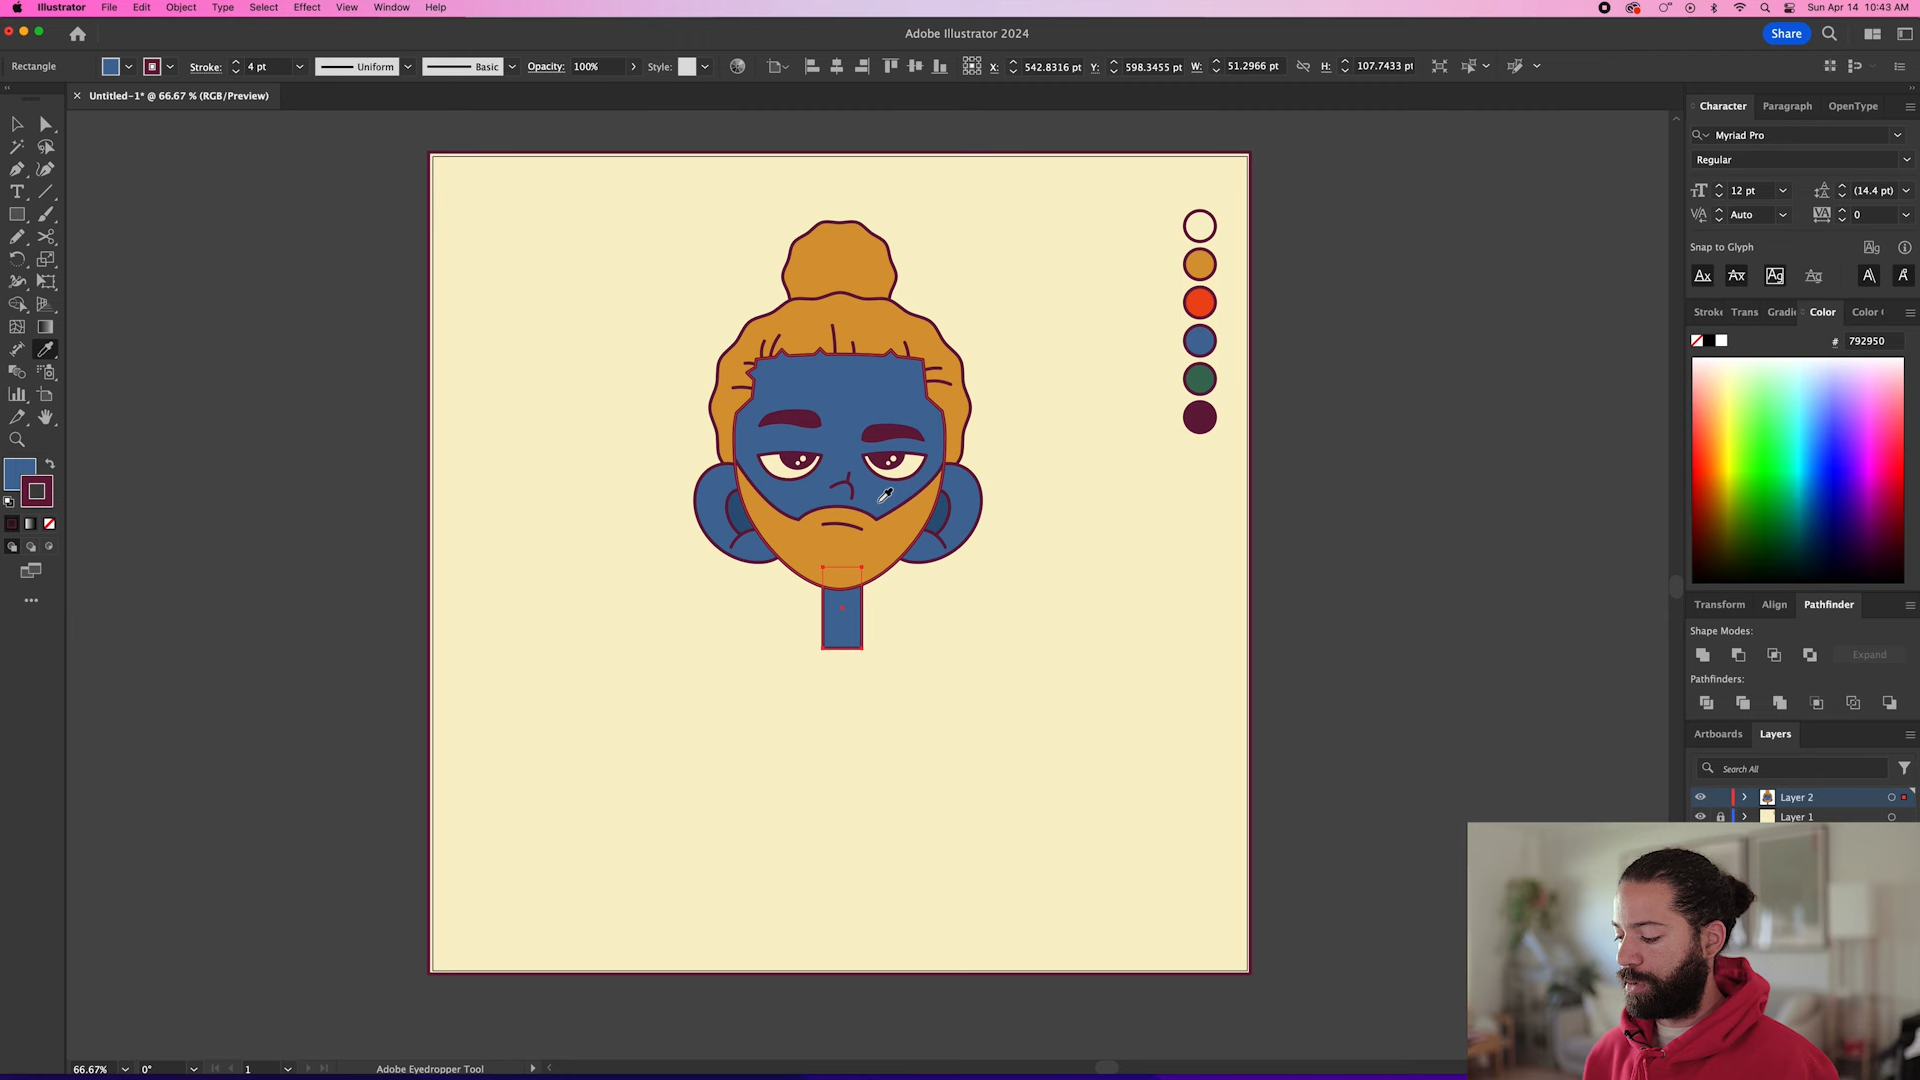 Illustrator File Edit Object Type Select Effect View Window Help
Sun Apr 14 10:43 AM
Adobe Illustrator 2024
Share
Rectangle
Stroke: 4 pt
Uniform
Basic
Opacity: 100%
Style:
X: 542.8316 pt Y: 598.3455 pt W: 51.2966 pt H: 107.7433 pt
× Untitled-1* @ 66.67 % (RGB/Preview)
Character Paragraph OpenType
Myriad Pro
Regular
12 pt (14.4 pt)
Auto 0
Snap to Glyph
Stroke Trans Gradie Color Color
# 792950
Transform Align Pathfinder
Shape Modes:
Expand
Pathfinders:
Artboards Layers
Search All
Layer 2
Layer 1
66.67% 0° 1 Adobe Eyedropper Tool